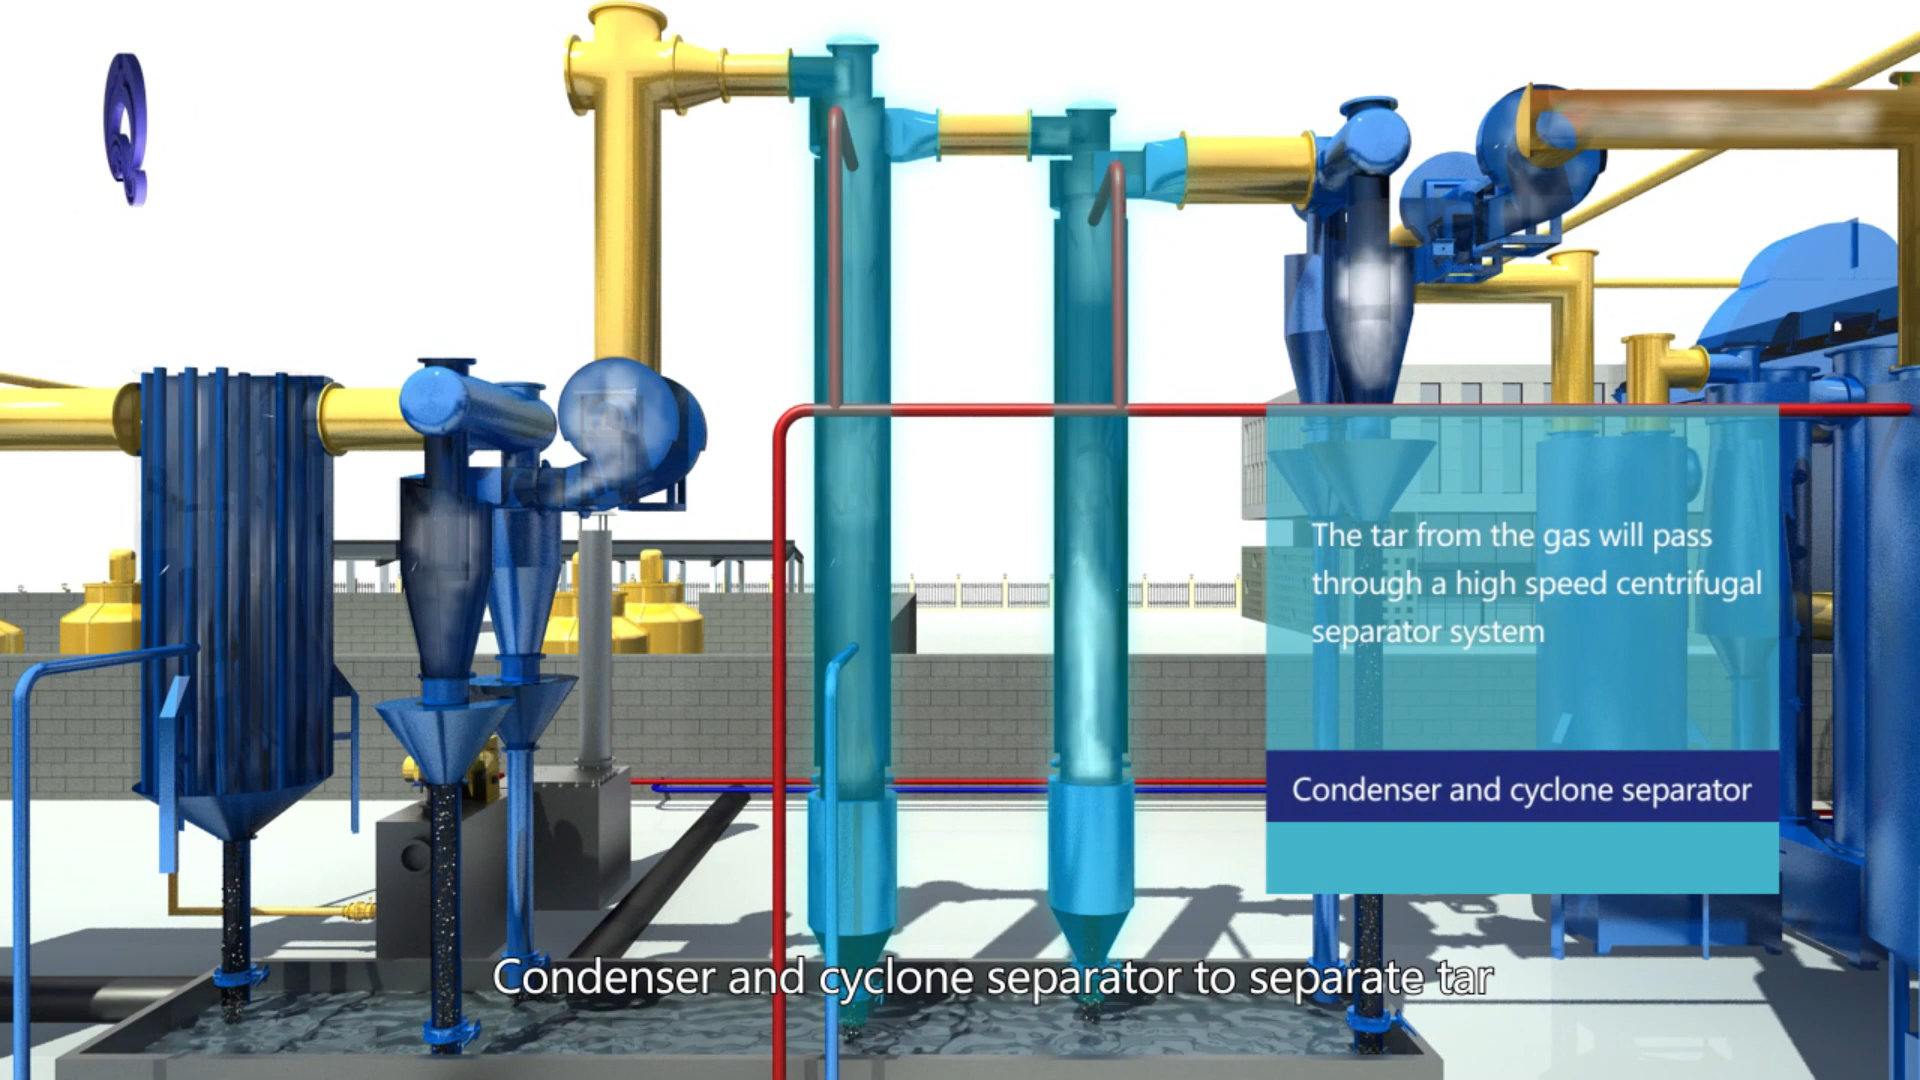 The tar from the gas will pass
through a high speed centrifugal
separator system
Condenser and cyclone separator
Condenser and cyclone separator to separate tar